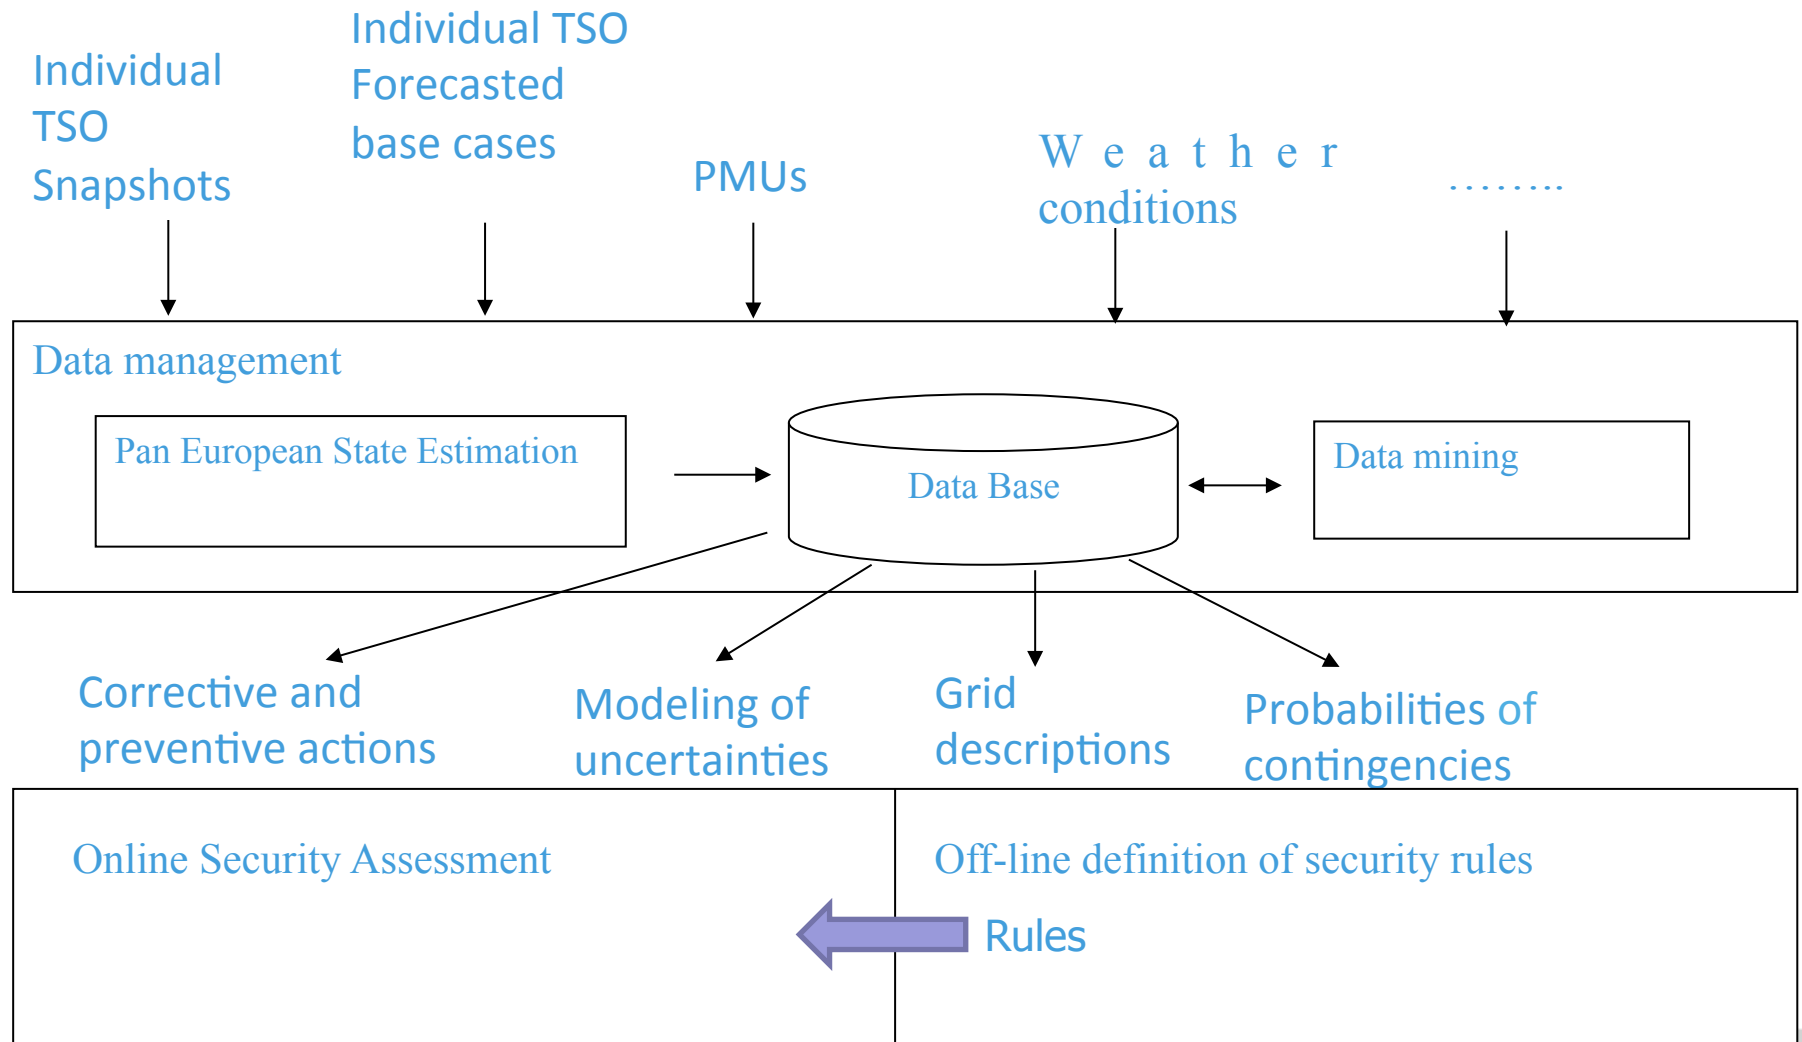 Individual
TSO
Snapshots
Individual TSO
Forecasted
base cases
PMUs
Weather
conditions
........
Data management
Pan European State Estimation
Data Base
Data mining
Corrective and
preventive actions
Modeling of
uncertainties
Grid
descriptions
Probabilities of
contingencies
Online Security Assessment
Off-line definition of security rules
Rules